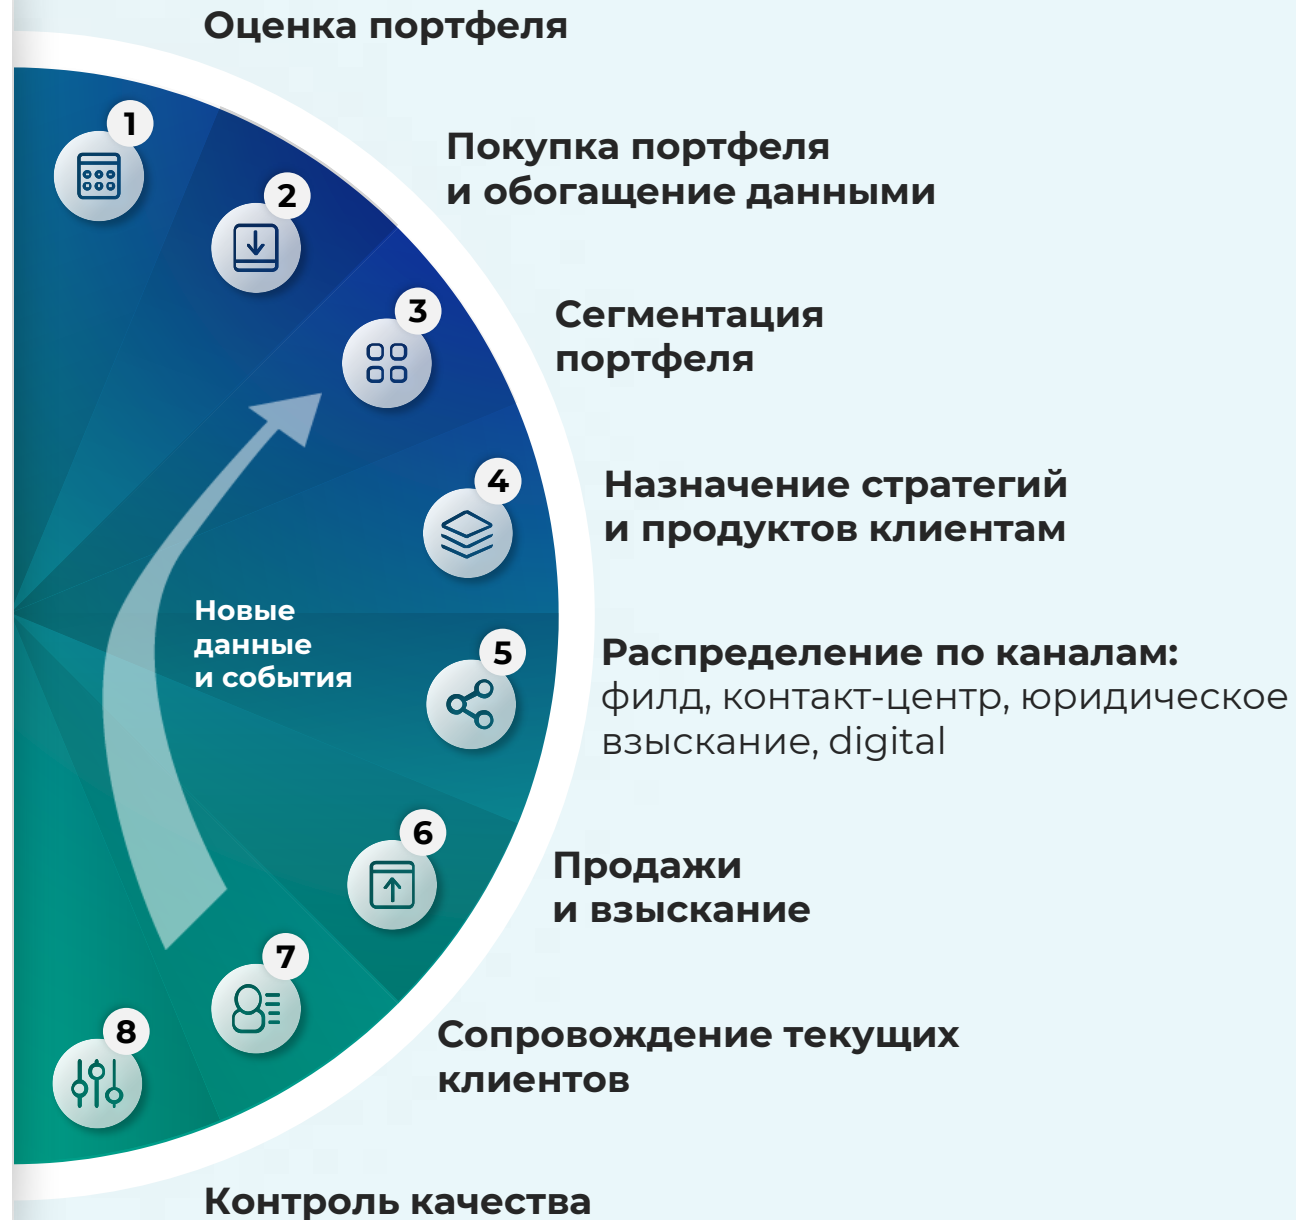 Оценка портфеля
1
2
Покупка портфеля
и обогащение данными
3
Сегментация
портфеля
4
Назначение стратегий
и продуктов клиентам
Новые
данные
и события
5
Распределение по каналам:
филд, контакт-центр, юридическое
взыскание, digital
6
Продажи
и взыскание
7
Сопровождение текущих
клиентов
8
Контроль качества